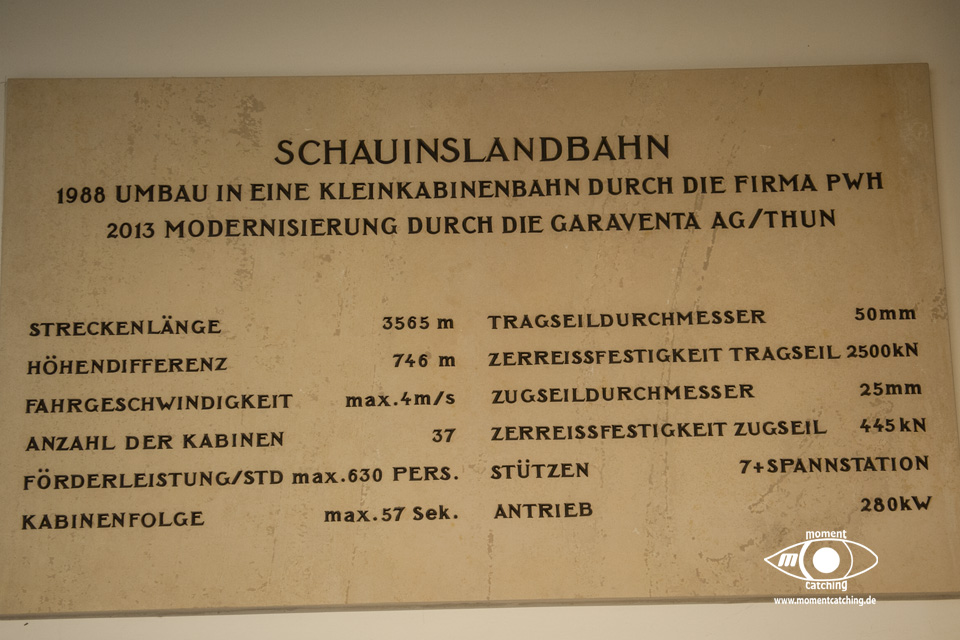 SCHAUINSLANDBAHN
1988 UMBAU IN EINE KLEINKABINENBAHN DURCH DIE FIRMA PWH
2013 MODERNISIERUNG DURCH DIE GARAVENTA AG/THUN
STRECKENLÄNGE 3565 m
HÖHENDIFFERENZ 746 m
FAHRGESCHWINDIGKEIT max.4m/s
ANZAHL DER KABINEN 37
FÖRDERLEISTUNG/STD max.630 PERS.
KABINENFOLGE max.57 Sek.
TRAGSEILDURCHMESSER 50mm
ZERREISSFESTIGKEIT TRAGSEIL 2500kN
ZUGSEILDURCHMESSER 25mm
ZERREISSFESTIGKEIT ZUGSEIL 445kN
STÜTZEN 7+SPANNSTATION
ANTRIEB 280kW
moment
m
catching
www.momentcatching.de